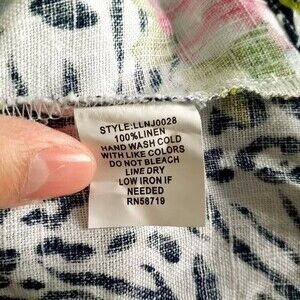 STYLE:LLNJ0028
100%LINEN
HAND WASH COLD
WITH LIKE COLORS
DO NOT BLEACH
LINE DRY
LOW IRON IF
NEEDED
RN58719